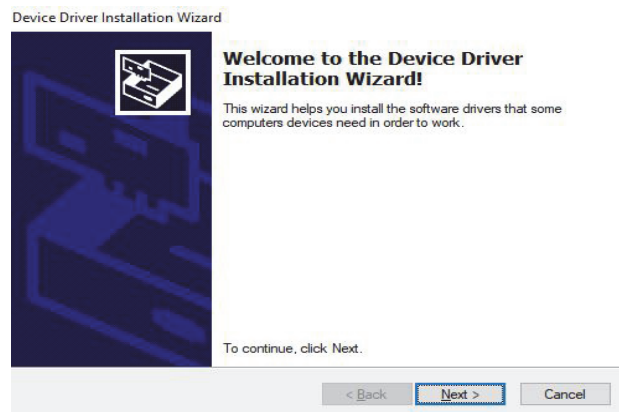 Device Driver Installation Wizard
Welcome to the Device Driver
Installation Wizard!
This wizard helps you install the software drivers that some
computers devices need in order to work.
To continue, click Next.
< Back
Next >
Cancel